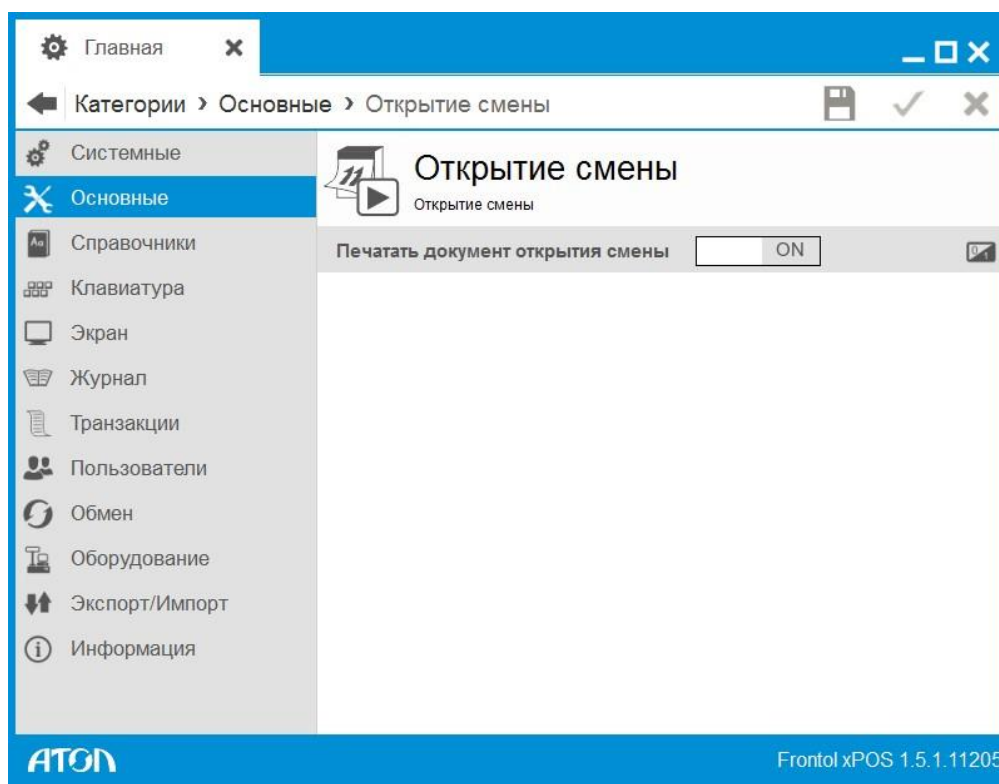 Главная
Категории › Основные › Открытие смены
Системные
Основные
Справочники
Клавиатура
Экран
Журнал
Транзакции
Пользователи
Обмен
Оборудование
Экспорт/Импорт
Информация
11
Открытие смены
Открытие смены
Печатать документ открытия смены ON
АТОЛ
Frontol xPOS 1.5.1.11205